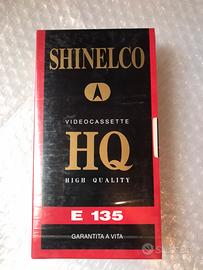 SHINELCO
VIDEOCASSETTE
HQ
HIGH QUALITY
E 135
GARANTITA A VITA